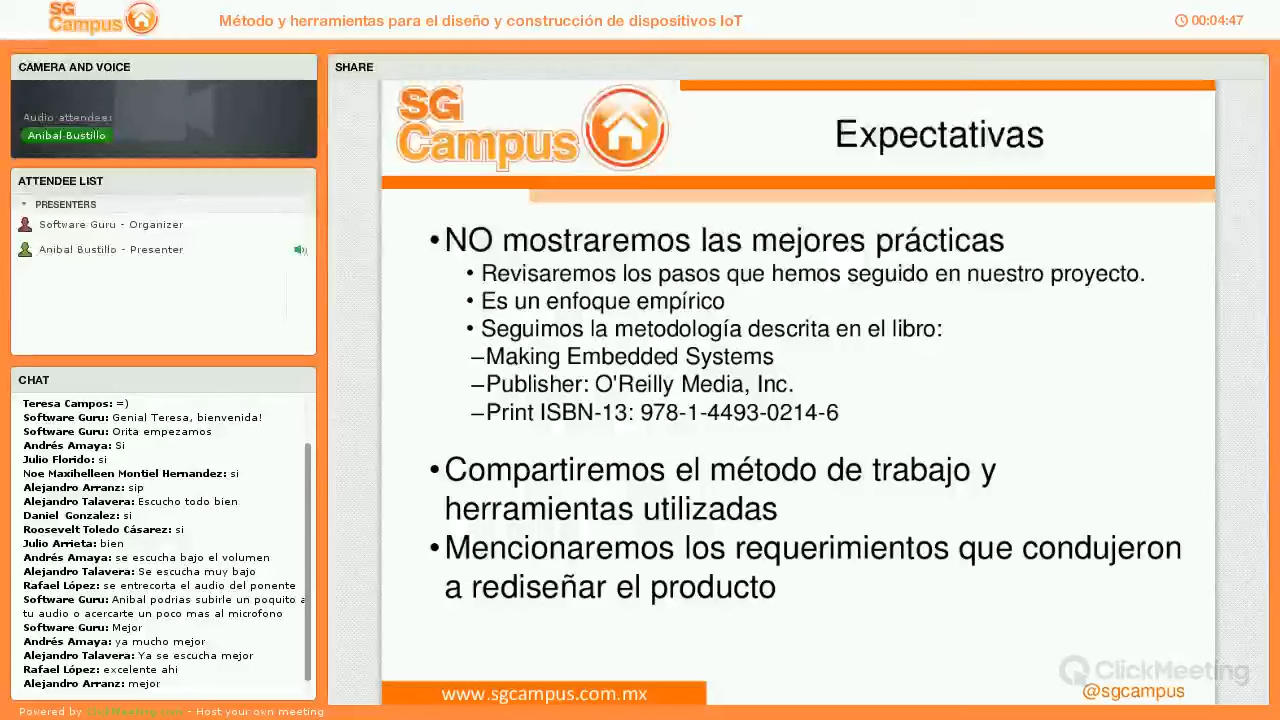 SG Campus
Método y herramientas para el diseño y construcción de dispositivos IoT
00:04:47
CAMERA AND VOICE
Audio attendee:
Anibal Bustillo
ATTENDEE LIST
PRESENTERS
Software Guru - Organizer
Anibal Bustillo - Presenter
CHAT
Teresa Campos: =)
Software Guru: Genial Teresa, bienvenida!
Software Guru: Orita empezamos
Andrés Amaya: Si
Julio Florido: si
Noe Maxihelleen Montiel Hernandez: si
Alejandro Arranz: sip
Alejandro Talavera: Escucho todo bien
Daniel Gonzalez: si
Roosevelt Toledo Cásarez: si
Julio Arrieta: bien
Andrés Amaya: se escucha bajo el volumen
Alejandro Talavera: Se escucha muy bajo
Rafael López: se entrecorta el audio del ponente
Software Guru: Anibal podrias subirle un poquito a
tu audio o acercarte un poco mas al microfono
Software Guru: Mejor
Andrés Amaya: ya mucho mejor
Alejandro Talavera: Ya se escucha mejor
Rafael López: excelente ahi
Alejandro Arranz: mejor
Powered by ClickMeeting.com - Host your own meeting
SHARE
SG
Campus
Expectativas
•NO mostraremos las mejores prácticas
• Revisaremos los pasos que hemos seguido en nuestro proyecto.
• Es un enfoque empírico
• Seguimos la metodología descrita en el libro:
–Making Embedded Systems
–Publisher: O'Reilly Media, Inc.
–Print ISBN-13: 978-1-4493-0214-6
•Compartiremos el método de trabajo y
herramientas utilizadas
•Mencionaremos los requerimientos que condujeron
a rediseñar el producto
www.sgcampus.com.mx
ClickMeeting
@sgcampus